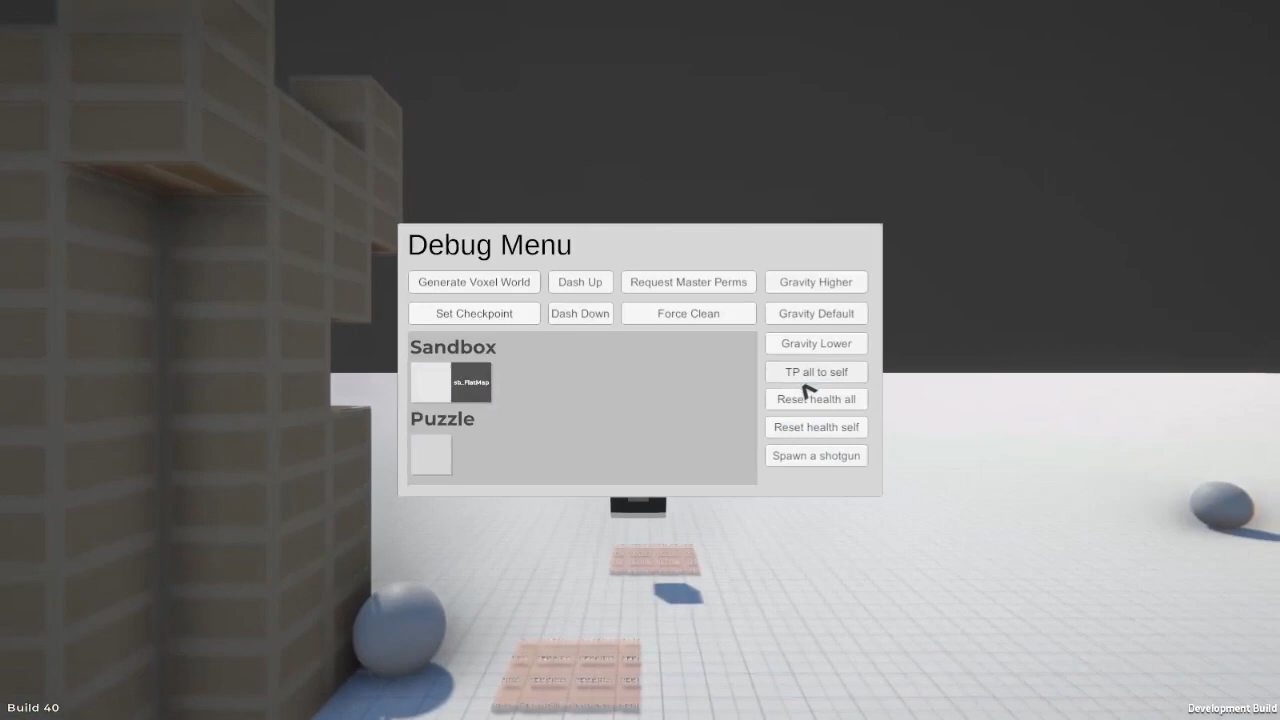 Debug Menu
Generate Voxel World
Dash Up
Request Master Perms
Gravity Higher
Set Checkpoint
Dash Down
Force Clean
Gravity Default
Gravity Lower
Sandbox
sb_FlatMap
TP all to self
Reset health all
Puzzle
Reset health self
Spawn a shotgun
Build 40
Development Build